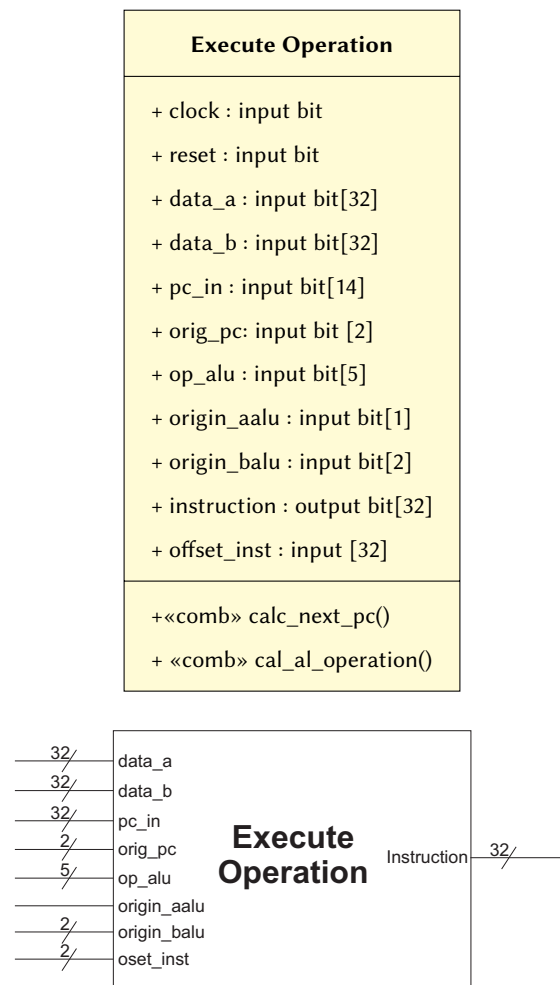 Execute Operation
+ clock : input bit
+ reset : input bit
+ data_a : input bit[32]
+ data_b : input bit[32]
+ pc_in : input bit[14]
+ orig_pc: input bit [2]
+ op_alu : input bit[5]
+ origin_aalu : input bit[1]
+ origin_balu : input bit[2]
+ instruction : output bit[32]
+ offset_inst : input [32]
+«comb» calc_next_pc()
+ «comb» cal_al_operation()
32 data_a
32 data_b
32 pc_in
2 orig_pc
5 op_alu
origin_aalu
2 origin_balu
2 oset_inst
Execute
Operation
Instruction 32